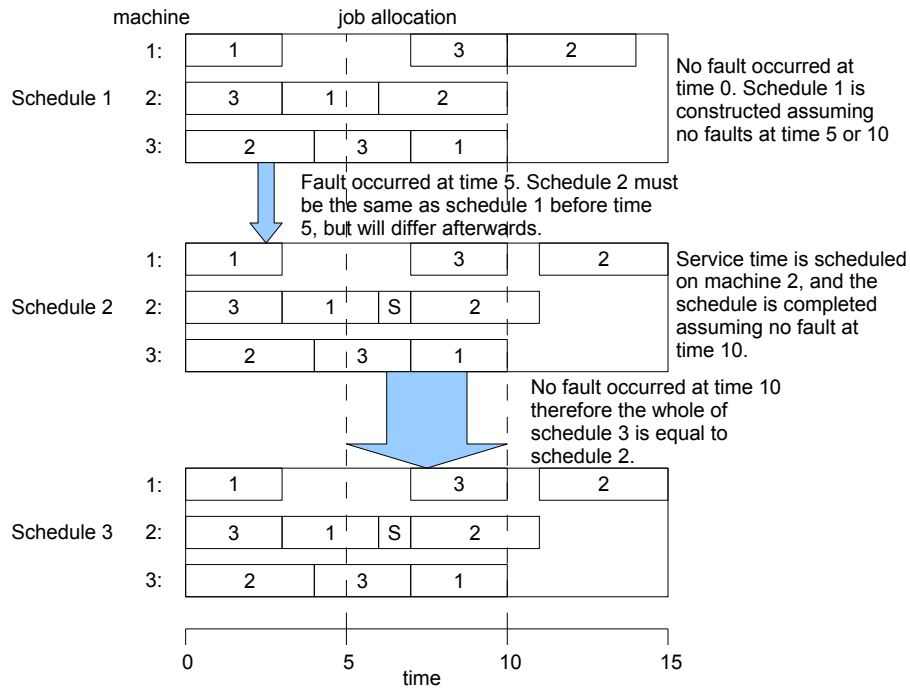 machine job allocation
1: 1 3 2
Schedule 1 2: 3 1 2
3: 2 3 1
No fault occurred at
time 0. Schedule 1 is
constructed assuming
no faults at time 5 or 10
Fault occurred at time 5. Schedule 2 must
be the same as schedule 1 before time
5, but will differ afterwards.
1: 1 3 2
Schedule 2 2: 3 1 S 2
3: 2 3 1
Service time is scheduled
on machine 2, and the
schedule is completed
assuming no fault at
time 10.
No fault occurred at time 10
therefore the whole of
schedule 3 is equal to
schedule 2.
1: 1 3 2
Schedule 3 2: 3 1 S 2
3: 2 3 1
0 5 10 15
time